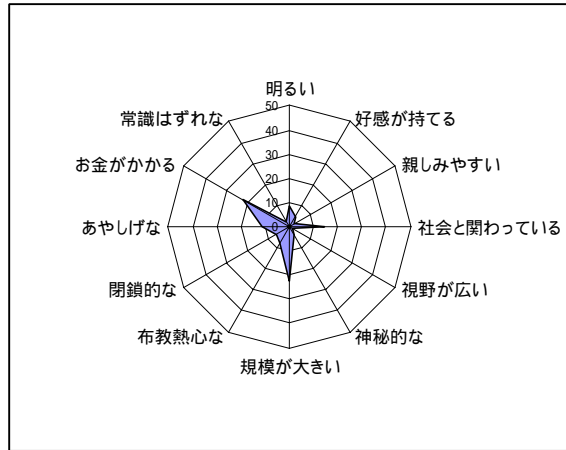 明るい
50
常識はずれな
好感が持てる
40
30
お金がかかる
親しみやすい
20
10
あやしげな
0
社会と関わっている
閉鎖的な
視野が広い
布教熱心な
神秘的な
規模が大きい